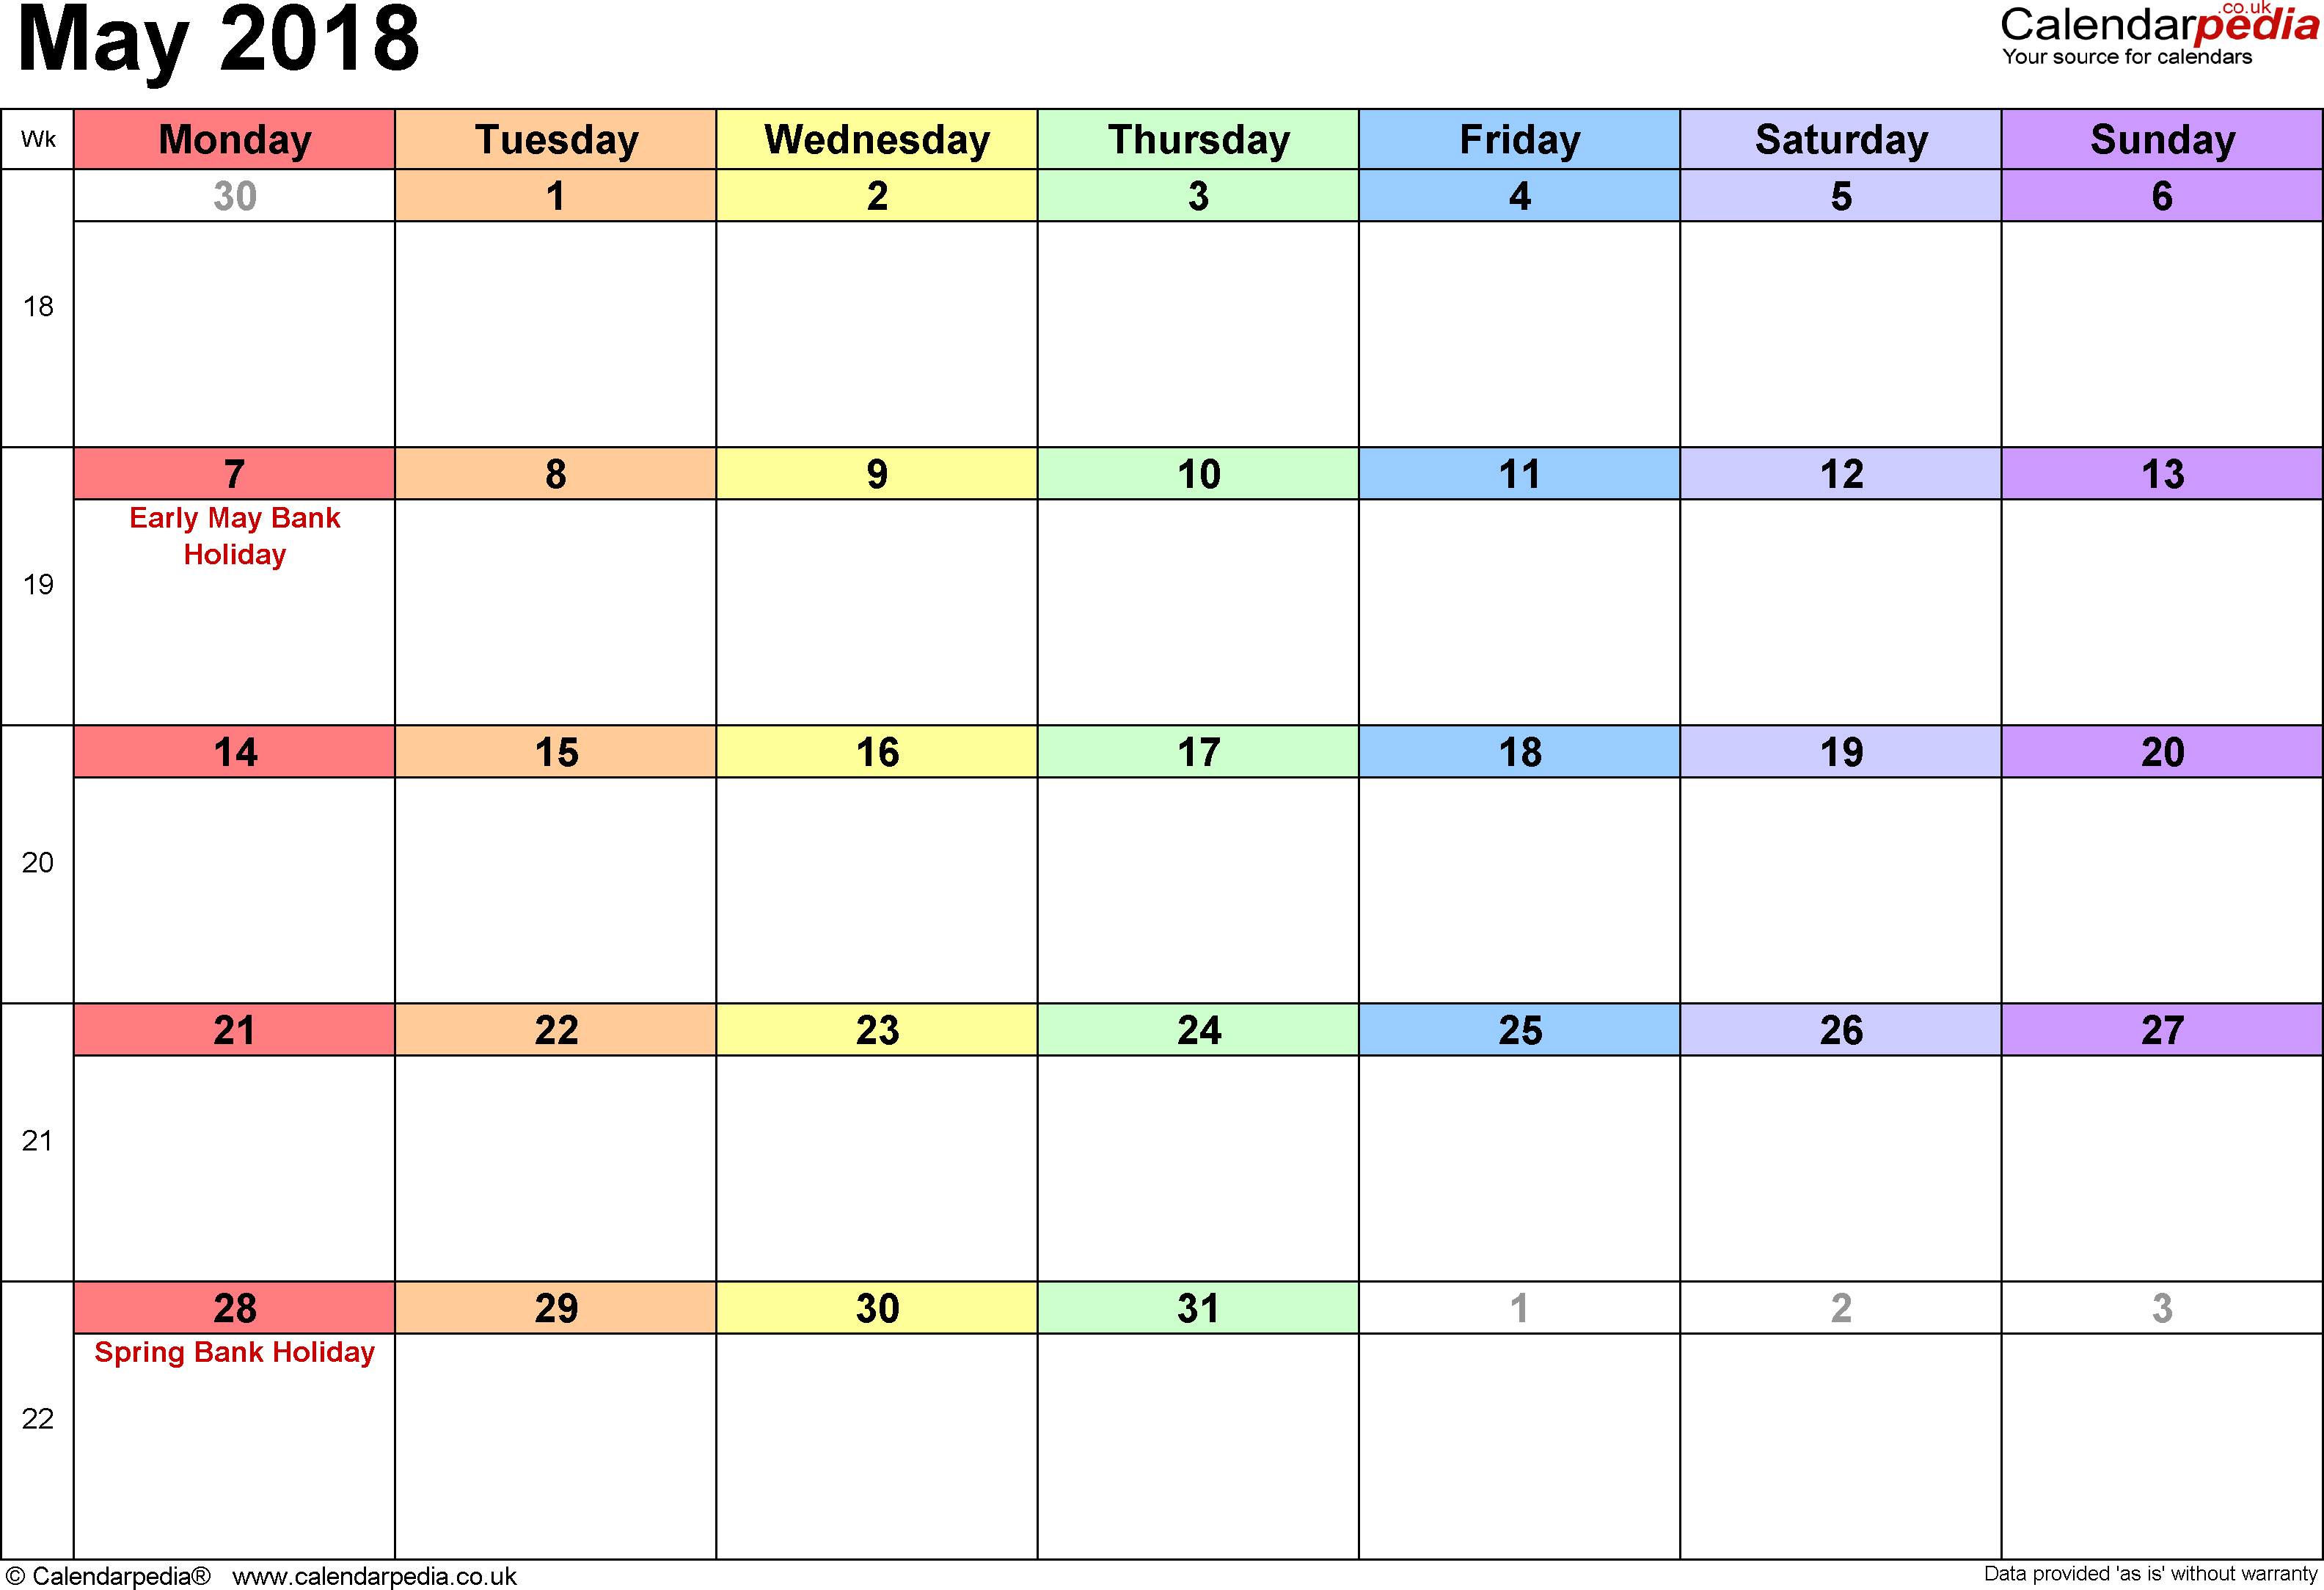 May 2018
.co.uk
Calendarpedia
Your source for calendars
Wk Monday Tuesday Wednesday Thursday Friday Saturday Sunday
30 1 2 3 4 5 6
18
7 8 9 10 11 12 13
Early May Bank
Holiday
19
14 15 16 17 18 19 20
20
21 22 23 24 25 26 27
21
28 29 30 31 1 2 3
Spring Bank Holiday
22
© Calendarpedia® www.calendarpedia.co.uk
Data provided 'as is' without warranty